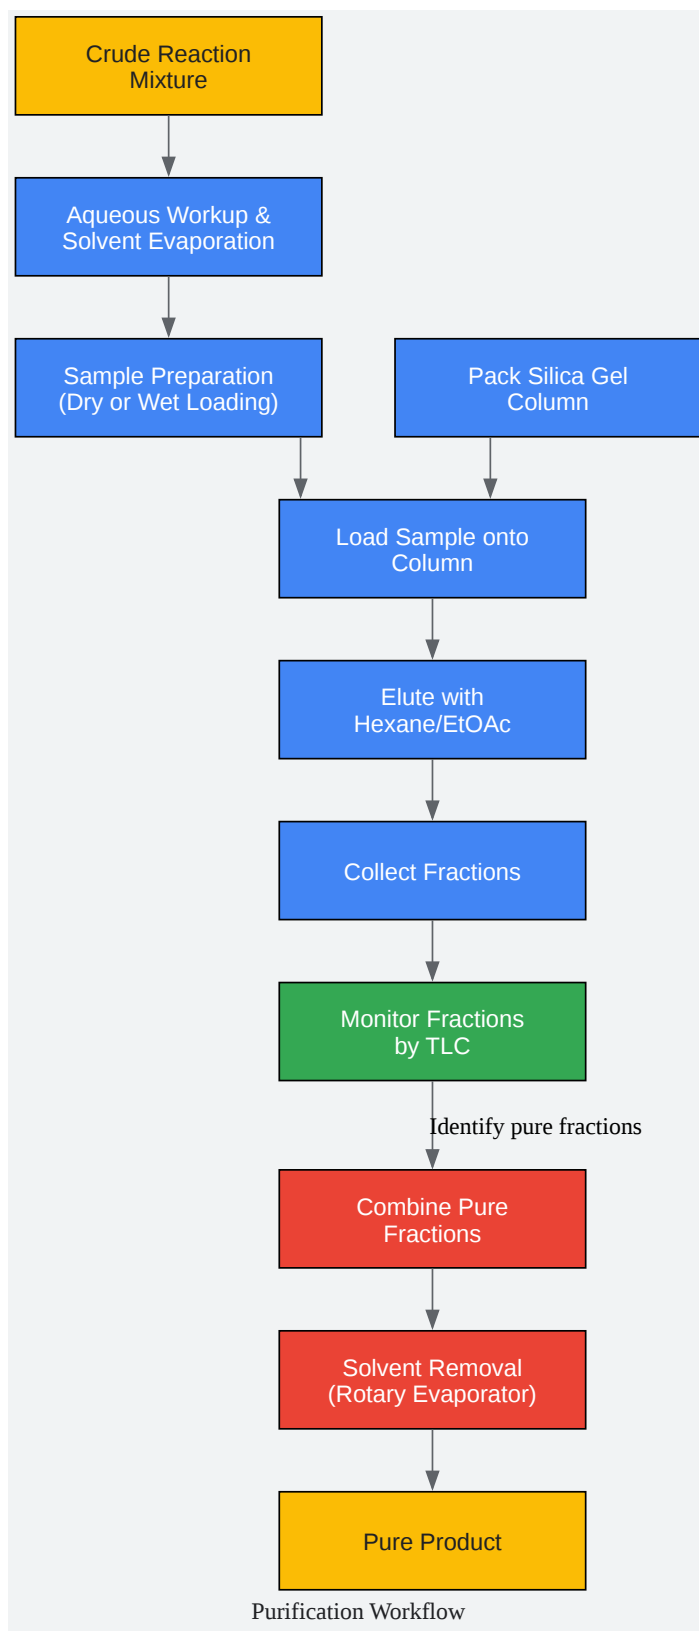 Crude Reaction
Mixture
Aqueous Workup &
Solvent Evaporation
Sample Preparation
(Dry or Wet Loading)
Pack Silica Gel
Column
Load Sample onto
Column
Elute with
Hexane/EtOAc
Collect Fractions
Monitor Fractions
by TLC
Identify pure fractions
Combine Pure
Fractions
Solvent Removal
(Rotary Evaporator)
Pure Product
Purification Workflow